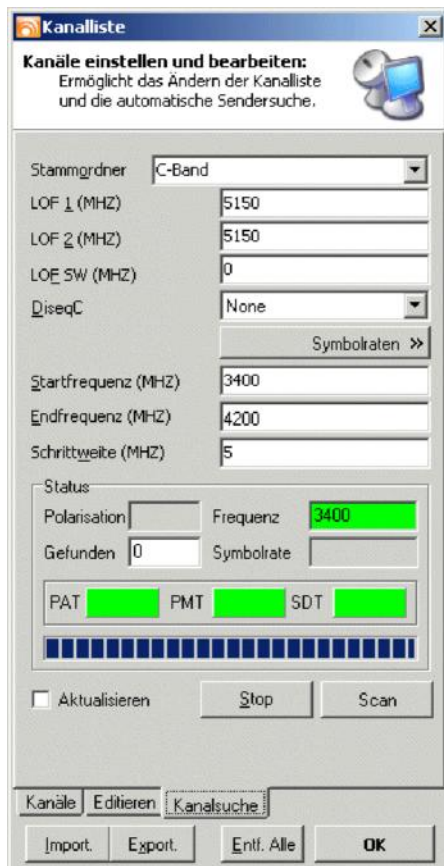 Kanalliste
Kanäle einstellen und bearbeiten:
Ermöglicht das Ändern der Kanalliste
und die automatische Sendersuche.
Stammordner C-Band
LOF 1 (MHZ) 5150
LOF 2 (MHZ) 5150
LOF SW (MHZ) 0
DiseqC None
Symbolraten »
Startfrequenz (MHZ) 3400
Endfrequenz (MHZ) 4200
Schrittweite (MHZ) 5
Status
Polarisation Frequenz 3400
Gefunden 0 Symbolrate
PAT PMT SDT
Aktualisieren Stop Scan
Kanäle Editieren Kanalsuche
Import. Export. Entf. Alle OK